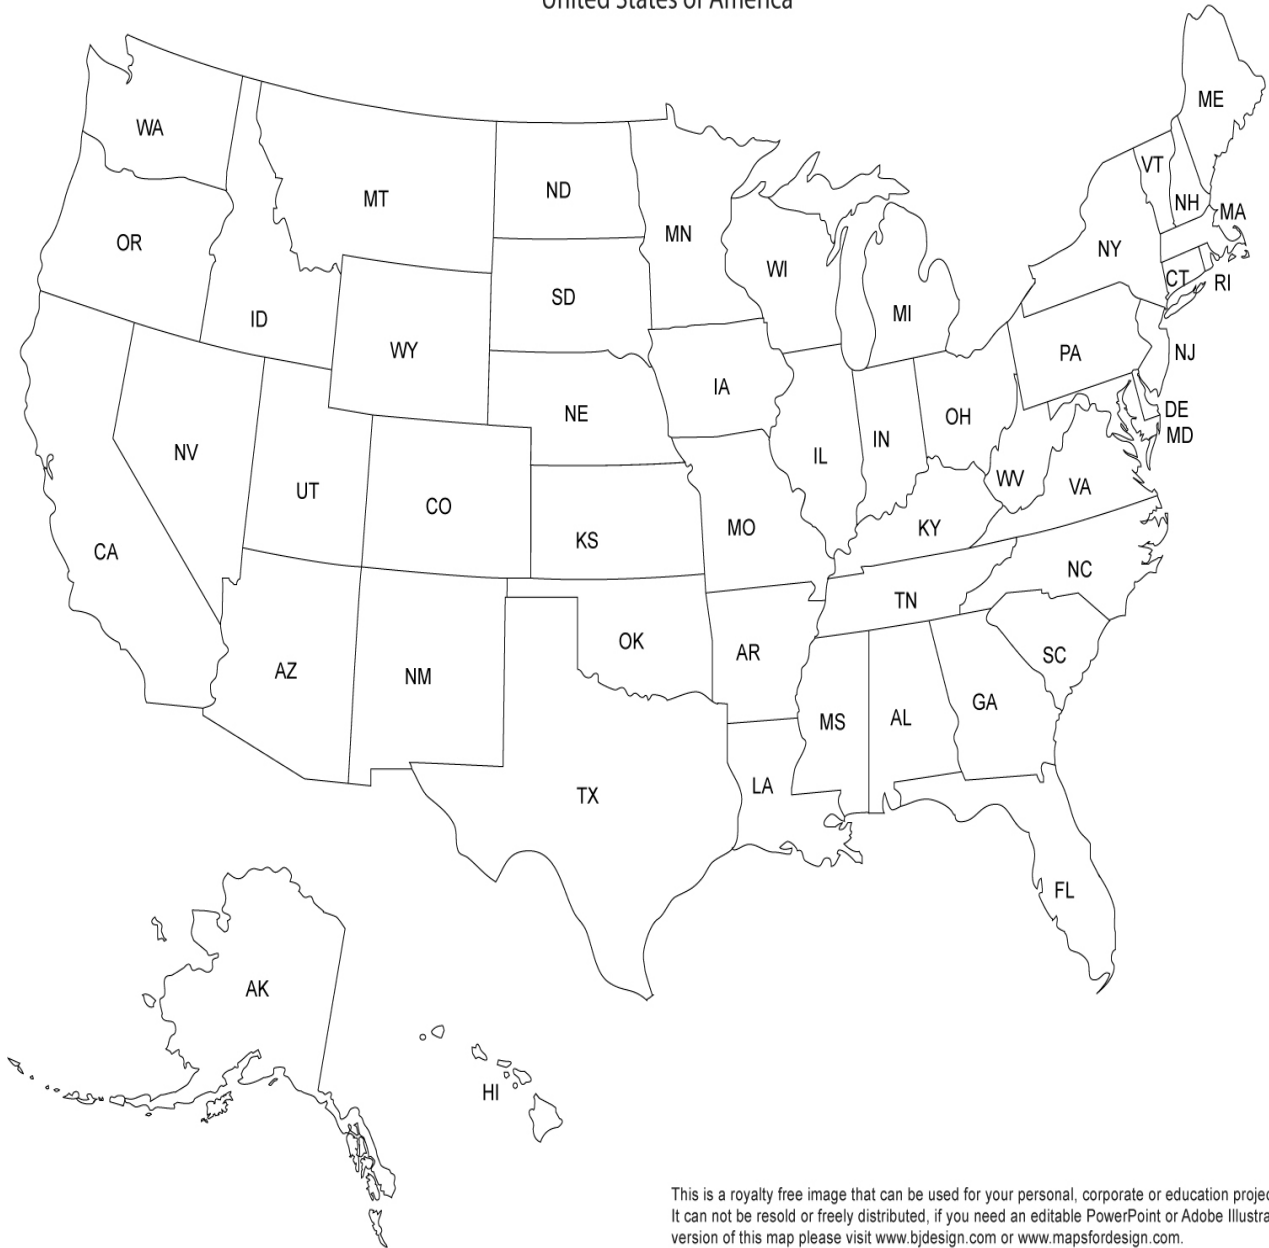 United States of America
ME
WA
VT
MT
ND
NH
MA
OR
MN
NY
WI
CT
RI
SD
MI
ID
WY
PA
NJ
IA
NE
OH
DE
MD
IN
NV
IL
WV
VA
UT
CO
MO
KY
KS
CA
NC
TN
OK
AR
SC
AZ
NM
GA
MS
AL
LA
TX
FL
AK
HI
This is a royalty free image that can be used for your personal, corporate or education projec
It can not be resold or freely distributed, if you need an editable PowerPoint or Adobe Illustra
version of this map please visit www.bjdesign.com or www.mapsfordesign.com.